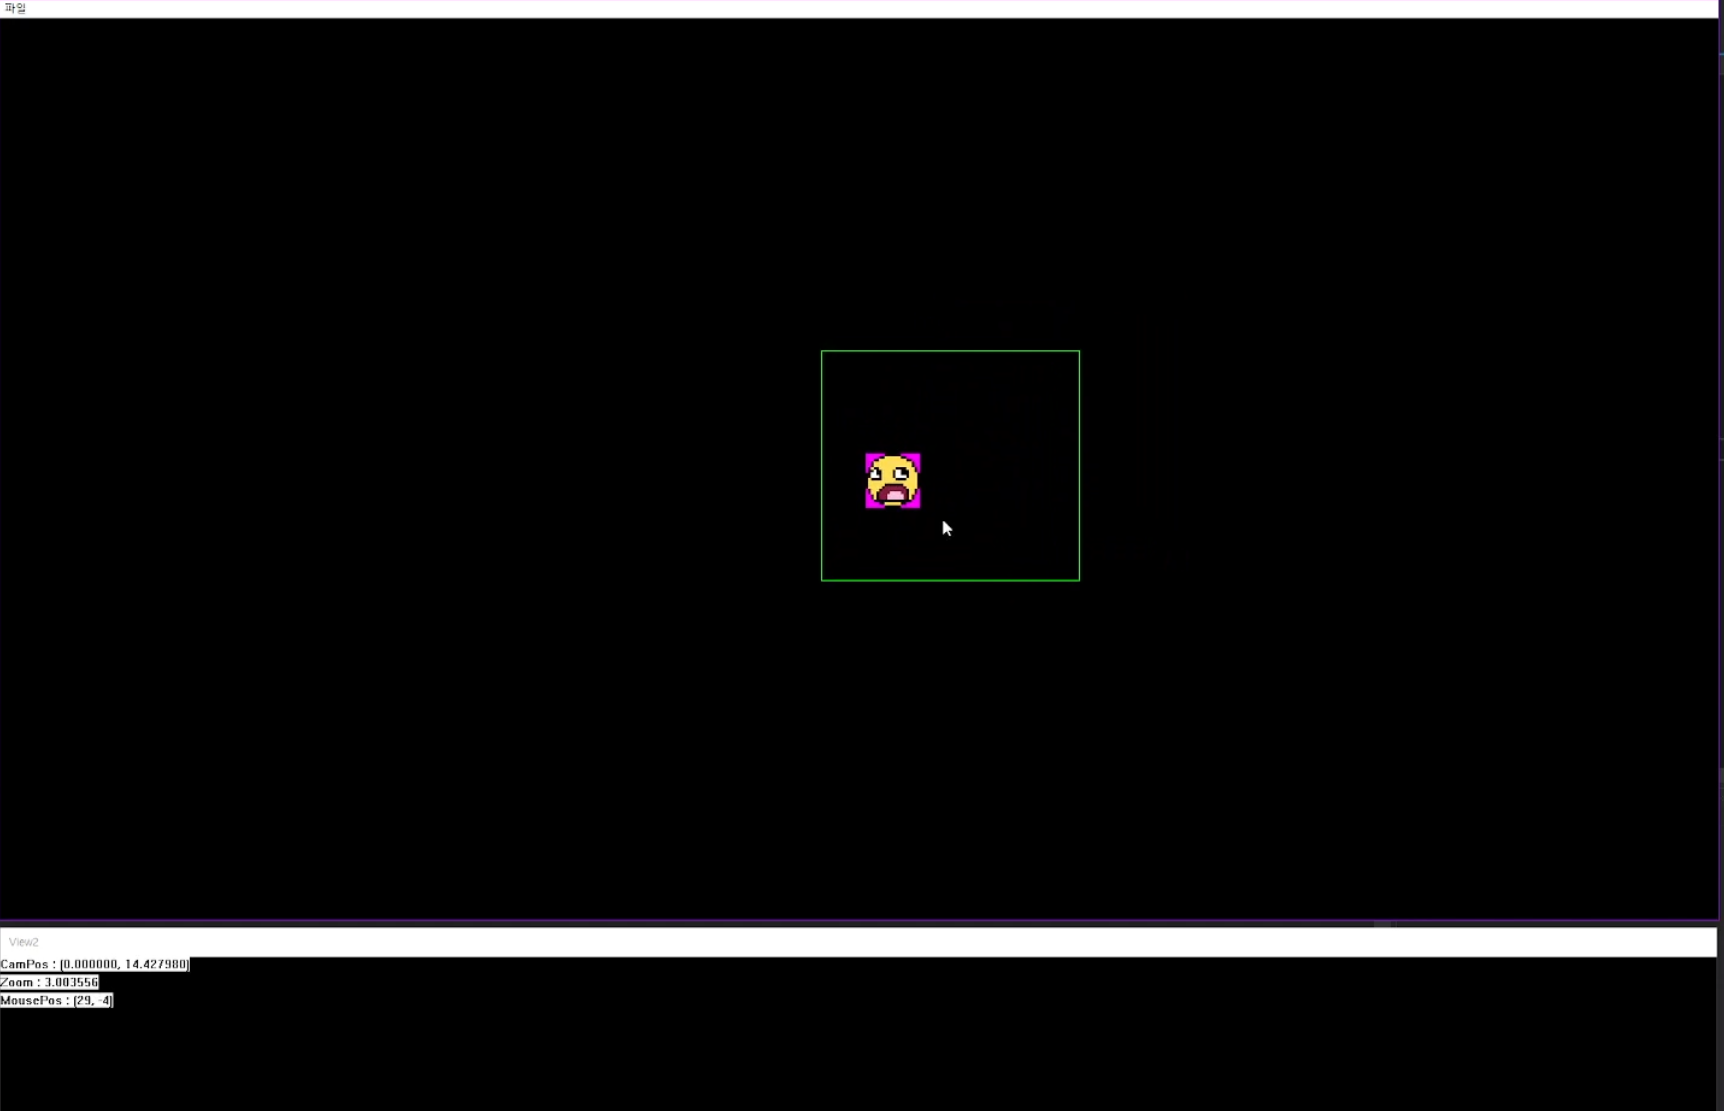 파일
View2
CamPos : (0.000000, 14.427980)
Zoom : 3.003556
MousePos : (29, -4)